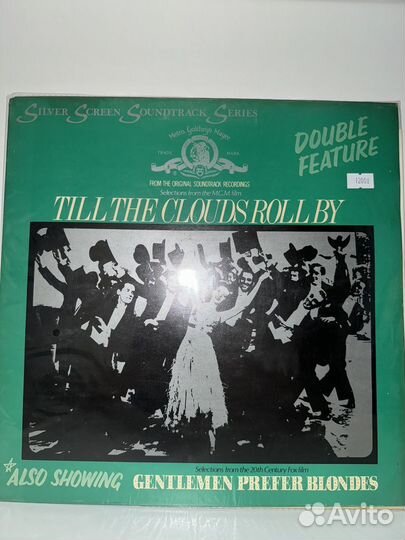 SILVER SCREEN SOUNDTRACK SERIES
Metro Goldwyn Mayer
TRADE MARK
DOUBLE
FEATURE
FROM THE ORIGINAL SOUNDTRACK RECORDINGS
Selections from the M.G.M film
TILL THE CLOUDS ROLL BY
Selections from the 20th Century Fox film
ALSO SHOWING GENTLEMEN PREFER BLONDES
Avito